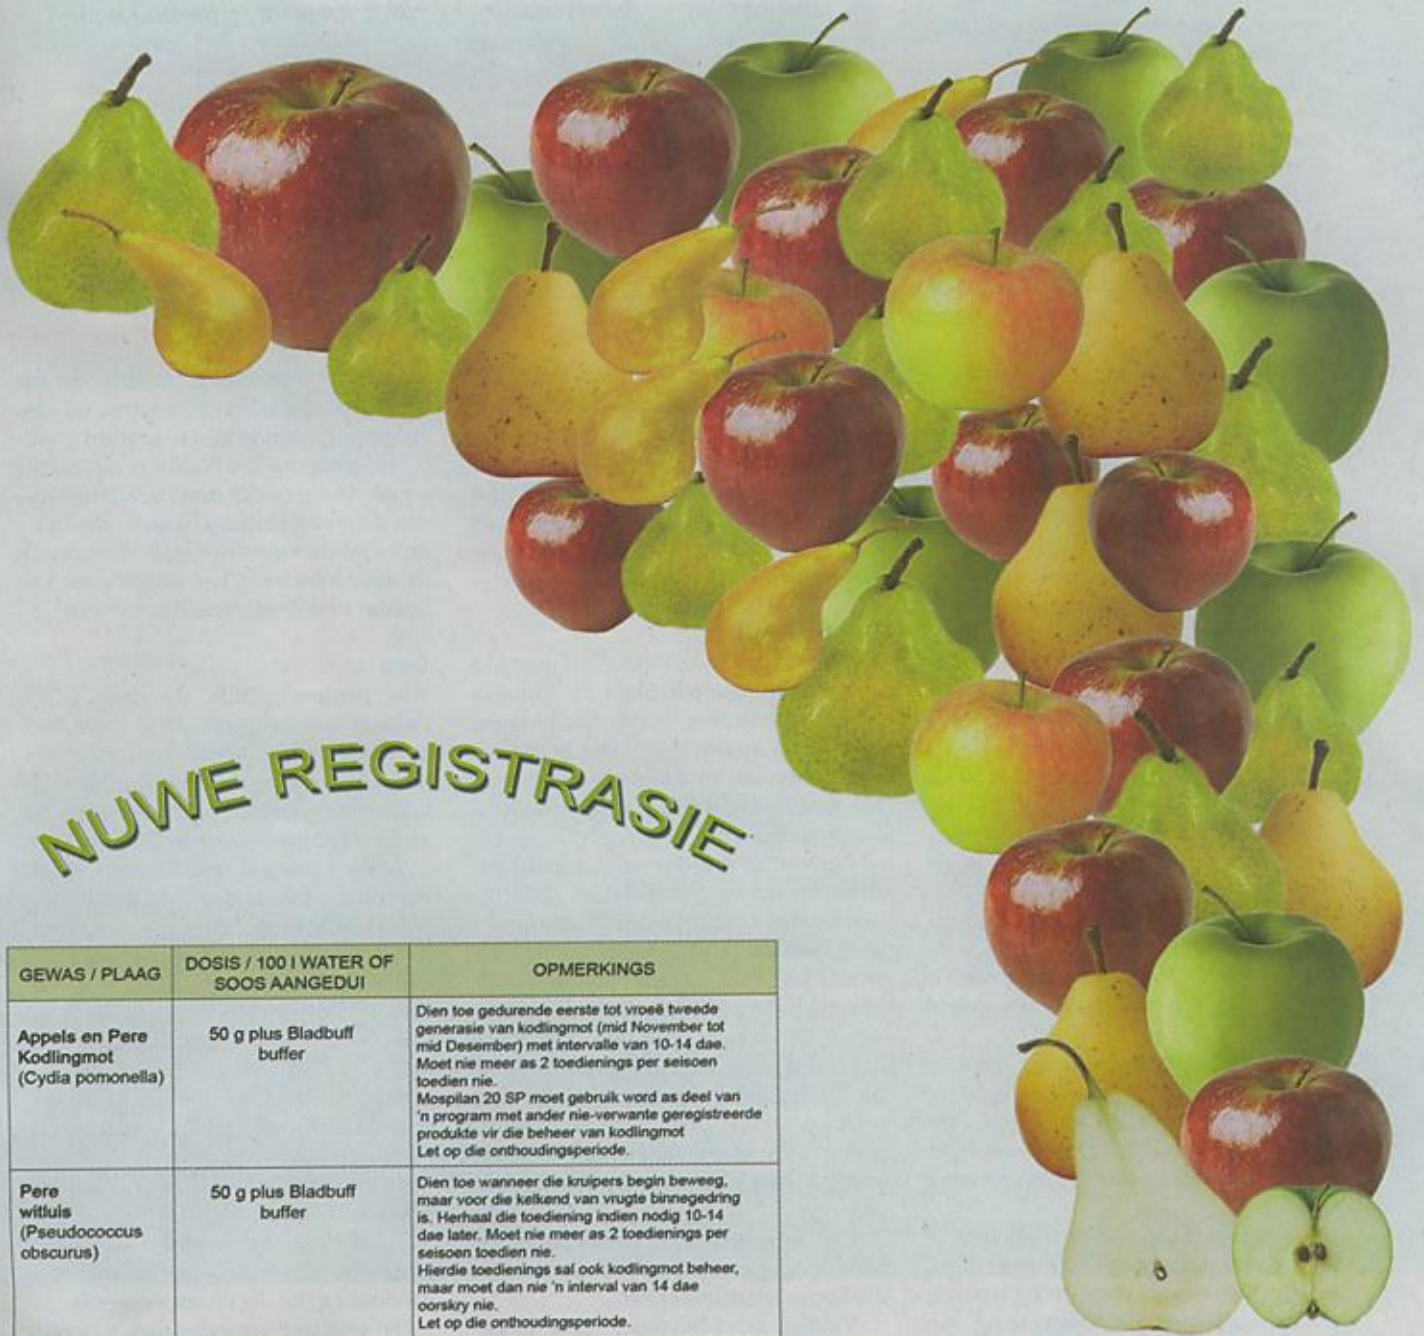 NUWE REGISTRASIE
GEWAS / PLAAG
DOSIS / 100 l WATER OF
SOOS AANGEDUI
OPMERKINGS
Appels en Pere
Kodlingmot
(Cydia pomonella)
50 g plus Bladbuff
buffer
Dien toe gedurende eerste tot vroeë tweede
generasie van kodlingmot (mid November tot
mid Desember) met intervalle van 10-14 dae.
Moet nie meer as 2 toedienings per seisoen
toedien nie.
Mospilan 20 SP moet gebruik word as deel van
'n program met ander nie-verwante geregistreerde
produkte vir die beheer van kodlingmot
Let op die onthoudingsperiode.
Pere
witluis
(Pseudococcus
obscurus)
50 g plus Bladbuff
buffer
Dien toe wanneer die kruipers begin beweeg,
maar voor die kelkend van vrugte binnegedring
is. Herhaal die toediening indien nodig 10-14
dae later. Moet nie meer as 2 toedienings per
seisoen toedien nie.
Hierdie toedienings sal ook kodlingmot beheer,
maar moet dan nie 'n interval van 14 dae
oorskry nie.
Let op die onthoudingsperiode.